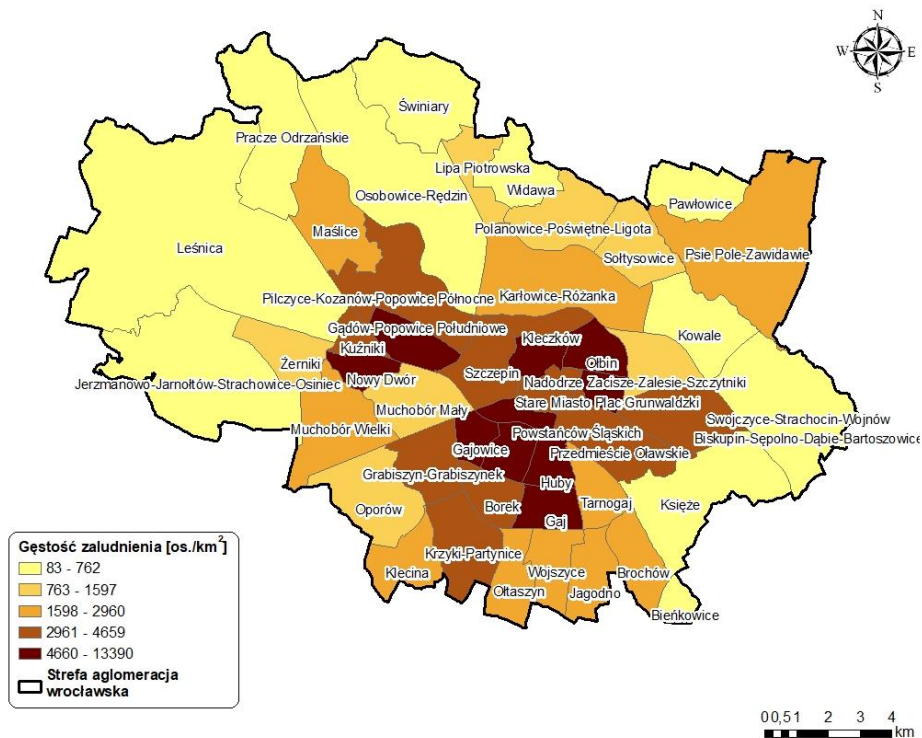 N
W E
S
Świniary
Pracze Odrzańskie
Lipa Piotrowska
Widawa
Osobowice-Rędzin
Pawłowice
Polanowice-Poświętne-Ligota
Maślice
Leśnica
Sołtysowice
Psie Pole-Zawidawie
Pilczyce-Kozanów-Popowice Północne
Karłowice-Różanka
Gądów-Popowice Południowe
Kowale
Kuźniki
Kleczków
Żerniki
Ołbin
Szczepin
Jerzmanowo-Jarnołtów-Strachowice-Osiniec
Nowy Dwór
Nadodrze
Zacisze-Zalesie-Szczytniki
Stare Miasto
Plac Grunwaldzki
Muchobór Mały
Swojczyce-Strachocin-Wojnów
Muchobór Wielki
Powstańców Śląskich
Biskupin-Sępolno-Dąbie-Bartoszowice
Gajowice
Przedmieście Oławskie
Grabiszyn-Grabiszynek
Huby
Tarnogaj
Księże
Oporów
Borek
Gaj
Krzyki-Partynice
Klecina
Wojszyce
Brochów
Ołtaszyn
Jagodno
Bieńkowice
Gęstość zaludnienia [os./km²]
83 - 762
763 - 1597
1598 - 2960
2961 - 4659
4660 - 13390
Strefa aglomeracja
wrocławska
0 0,5 1 2 3 4
km